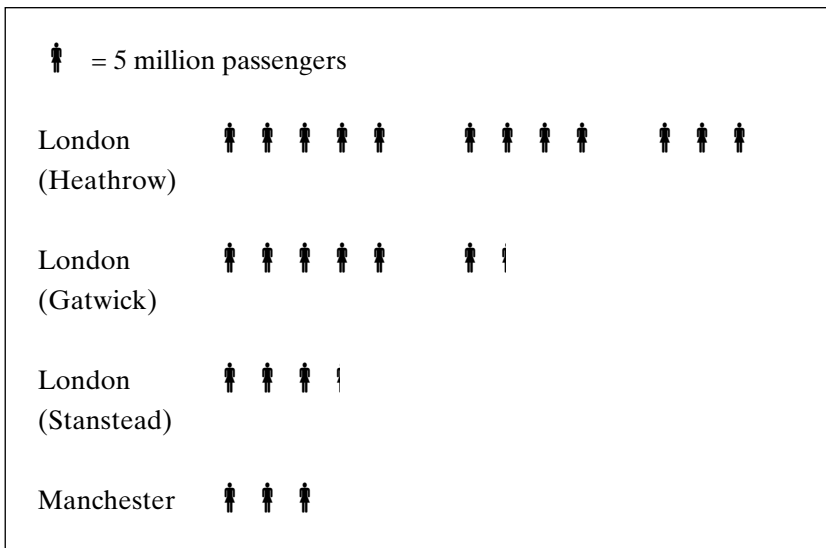 = 5 million passengers
London
(Heathrow)
London
(Gatwick)
London
(Stanstead)
Manchester